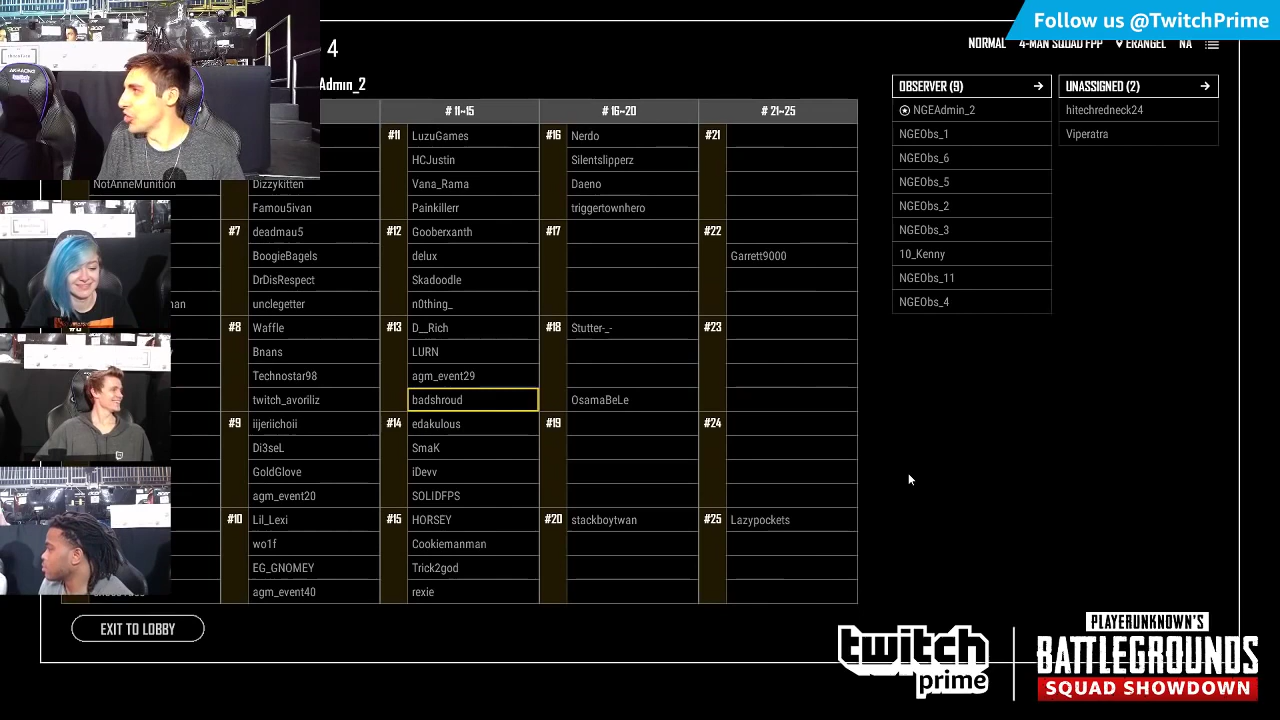 Follow us @TwitchPrime
4
NORMAL 4-MAN SQUAD FPP ERANGEL NA
Admin_2
OBSERVER (9)
UNASSIGNED (2)
# 11~15 # 16~20 # 21~25
NGEAdmin_2
NGEObs_1
NGEObs_6
NGEObs_5
NGEObs_2
NGEObs_3
10_Kenny
NGEObs_11
NGEObs_4
hitechredneck24
Viperatra
NotAnneMunition
man
Dizzykitten
Famou5ivan
#7 deadmau5
BoogieBagels
DrDisRespect
unclegetter
#8 Waffle
Bnans
Technostar98
twitch_avoriliz
#9 iijeriichoii
Di3seL
GoldGlove
agm_event20
#10 Lil_Lexi
wo1f
EG_GNOMEY
agm_event40
#11 LuzuGames
HCJustin
Vana_Rama
Painkillerr
#12 Gooberxanth
delux
Skadoodle
n0thing_
#13 D__Rich
LURN
agm_event29
badshroud
#14 edakulous
SmaK
iDevv
SOLIDFPS
#15 HORSEY
Cookiemanman
Trick2god
rexie
#16 Nerdo
Silentslipperz
Daeno
triggertownhero
#17
#18 Stutter-_-
OsamaBeLe
#19
#20 stackboytwan
#21
#22
Garrett9000
#23
#24
#25 Lazypockets
EXIT TO LOBBY
twitch
prime
PLAYERUNKNOWN'S
BATTLEGROUNDS
SQUAD SHOWDOWN